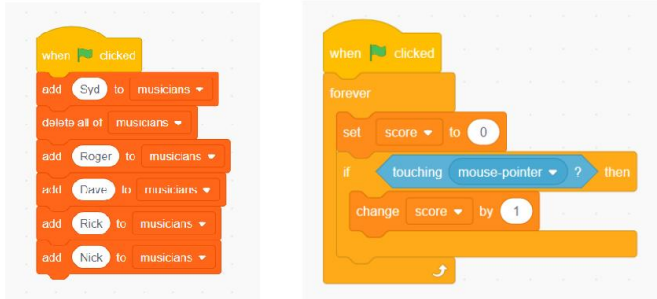 when clicked
add Syd to musicians
delete all of musicians
add Roger to musicians
add Dave to musicians
add Rick to musicians
add Nick to musicians
when clicked
forever
set score to 0
if touching mouse-pointer ? then
change score by 1